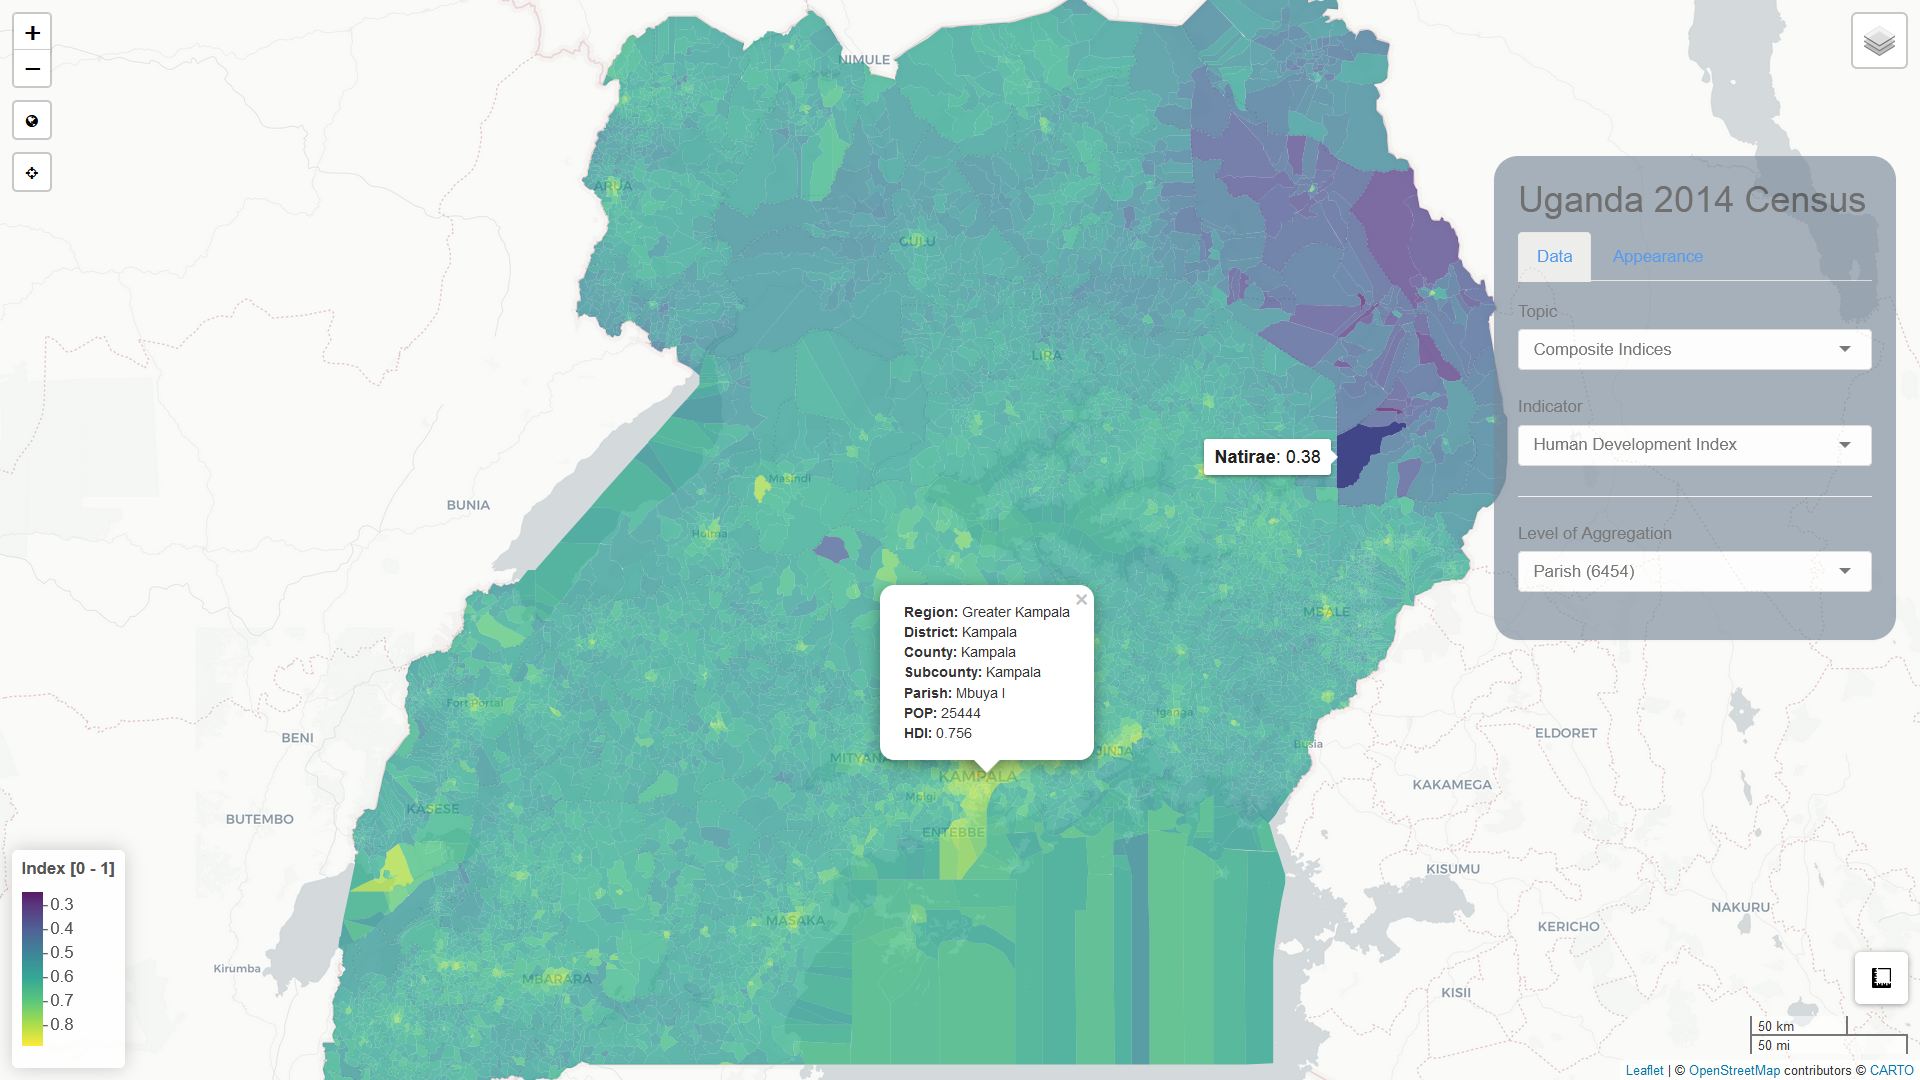 +
−
NIMULE
ARUA
GULU
Uganda 2014 Census
Data
Appearance
Topic
Composite Indices
LIRA
Indicator
Human Development Index
Natirae: 0.38
Masindi
BUNIA
Hoima
Level of Aggregation
Parish (6454)
×
Region: Greater Kampala
District: Kampala
County: Kampala
Subcounty: Kampala
Parish: Mbuya I
POP: 25444
HDI: 0.756
MBALE
Fort Portal
Iganga
BENI
ELDORET
Busia
JINJA
MITYANA
KAMPALA
KAKAMEGA
Mpigi
KASESE
BUTEMBO
ENTEBBE
KISUMU
Index [0 - 1]
0.3
0.4
0.5
0.6
0.7
0.8
NAKURU
MASAKA
KERICHO
Kirumba
MBARARA
KISII
50 km
50 mi
Leaflet | © OpenStreetMap contributors © CARTO